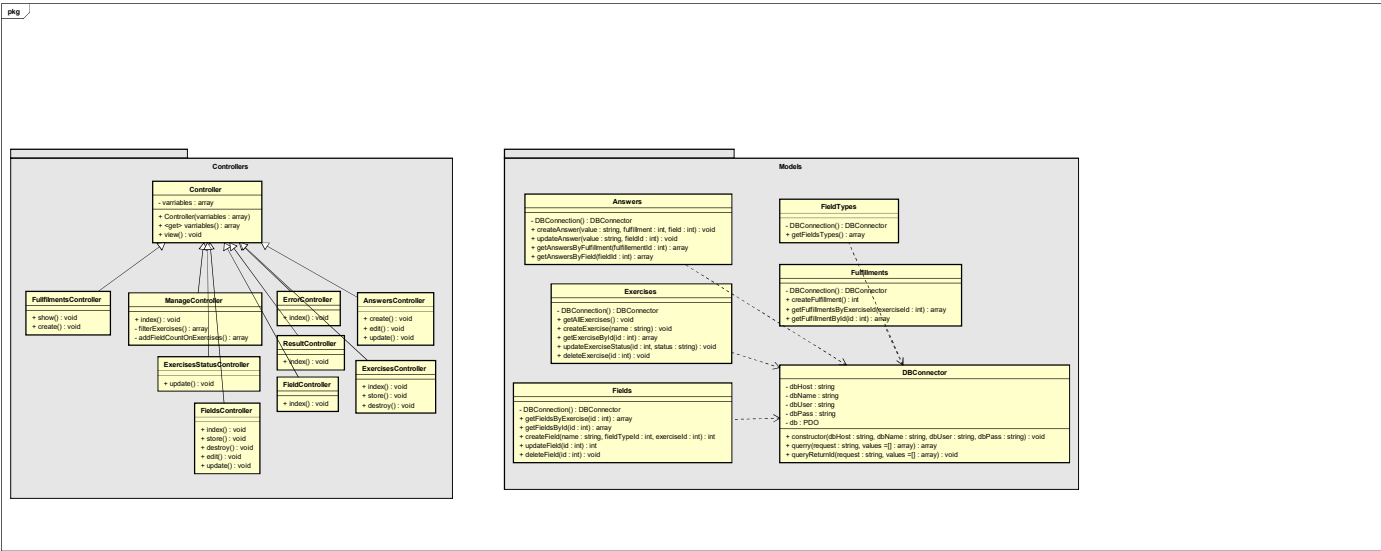 pkg
Controllers
Controller
- varriables : array
+ Controller(varriables : array)
+ <get> varriables() : array
+ view() : void
FullfilmentsController
+ show() : void
+ create() : void
ManageController
+ index() : void
- filterExercises() : array
- addFieldCountOnExercises() : array
ErrorController
+ index() : void
AnswersController
+ create() : void
+ edit() : void
+ update() : void
ResultController
+ index() : void
ExercisesStatusController
+ update() : void
FieldController
+ index() : void
ExercisesController
+ index() : void
+ store() : void
+ destroy() : void
FieldsController
+ index() : void
+ store() : void
+ destroy() : void
+ edit() : void
+ update() : void
Models
Answers
- DBConnection() : DBConnector
+ createAnswer(value : string, fulfillment : int, field : int) : void
+ updateAnswer(value : string, fieldId : int) : void
+ getAnswersByFulfillment(fulfillementId : int) : array
+ getAnswersByField(fieldId : int) : array
FieldTypes
- DBConnection() : DBConnector
+ getFieldsTypes() : array
Fulfillments
- DBConnection() : DBConnector
+ createFulfillment() : int
+ getFulfillmentsByExerciseId(exerciseId : int) : array
+ getFulfillmentById(id : int) : array
Exercises
- DBConnection() : DBConnector
+ getAllExercises() : void
+ createExercise(name : string) : void
+ getExerciseById(id : int) : array
+ updateExerciseStatus(id : int, status : string) : void
+ deleteExercise(id : int) : void
Fields
- DBConnection() : DBConnector
+ getFieldsByExercise(id : int) : array
+ getFieldsById(id : int) : array
+ createField(name : string, fieldTypeId : int, exerciseId : int) : int
+ updateField(id : int) : int
+ deleteField(id : int) : void
DBConnector
- dbHost : string
- dbName : string
- dbUser : string
- dbPass : string
- db : PDO
+ constructor(dbHost : string, dbName : string, dbUser : string, dbPass : string) : void
+ querry(request : string, values =[] : array) : array
+ queryReturnId(request : string, values =[] : array) : void